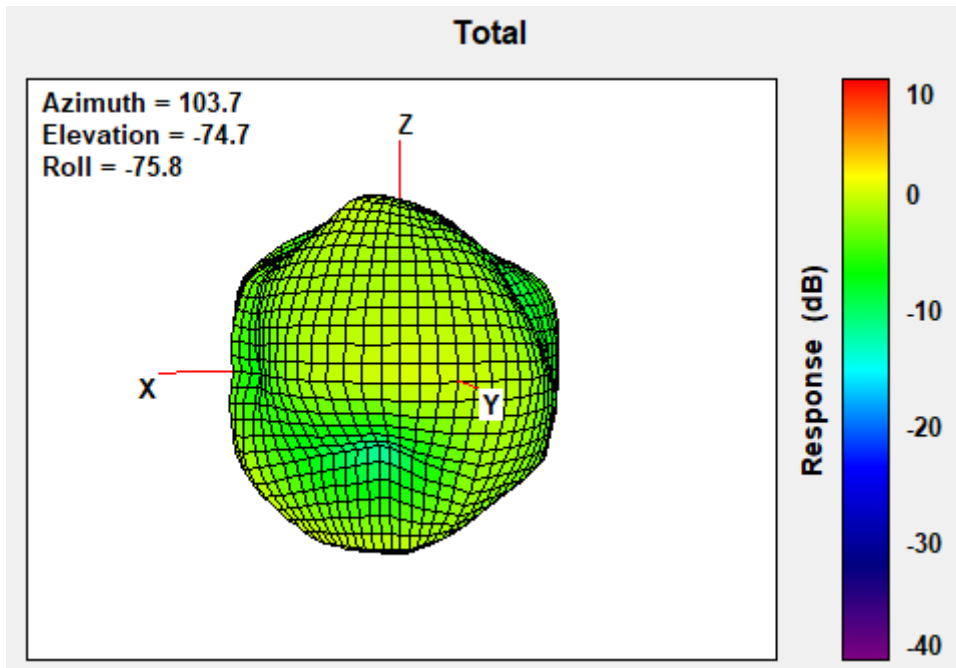 Total
Azimuth = 103.7
Elevation = -74.7
Roll = -75.8
Z
X
Y
Response (dB)
10
0
-10
-20
-30
-40